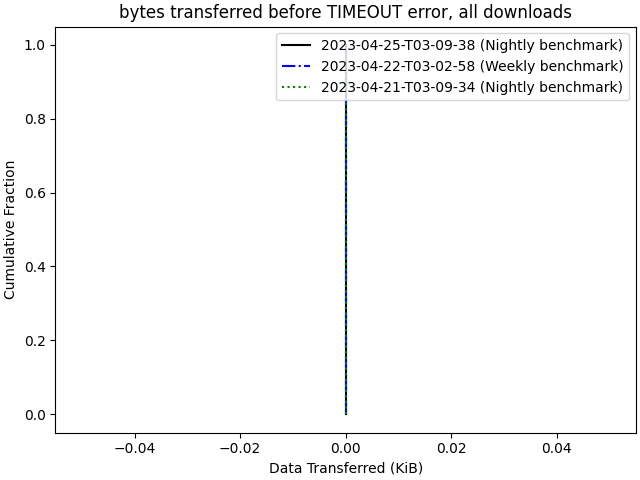 bytes transferred before TIMEOUT error, all downloads
2023-04-25-T03-09-38 (Nightly benchmark)
2023-04-22-T03-02-58 (Weekly benchmark)
2023-04-21-T03-09-34 (Nightly benchmark)
1.0
0.8
0.6
0.4
0.2
0.0
Cumulative Fraction
−0.04 −0.02 0.00 0.02 0.04
Data Transferred (KiB)